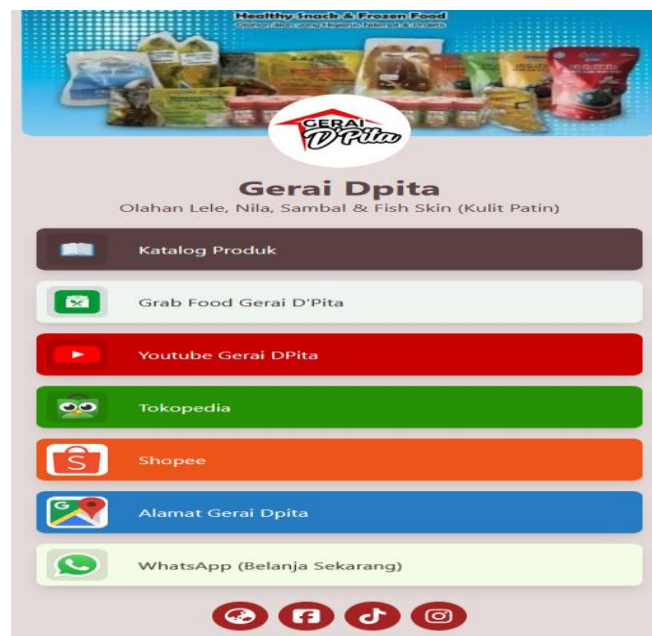 Healthy Snack & Frozen Food
GERAI
D'Pita
Gerai Dpita
Olahan Lele, Nila, Sambal & Fish Skin (Kulit Patin)
Katalog Produk
Grab Food Gerai D'Pita
Youtube Gerai DPita
Tokopedia
Shopee
Alamat Gerai Dpita
WhatsApp (Belanja Sekarang)